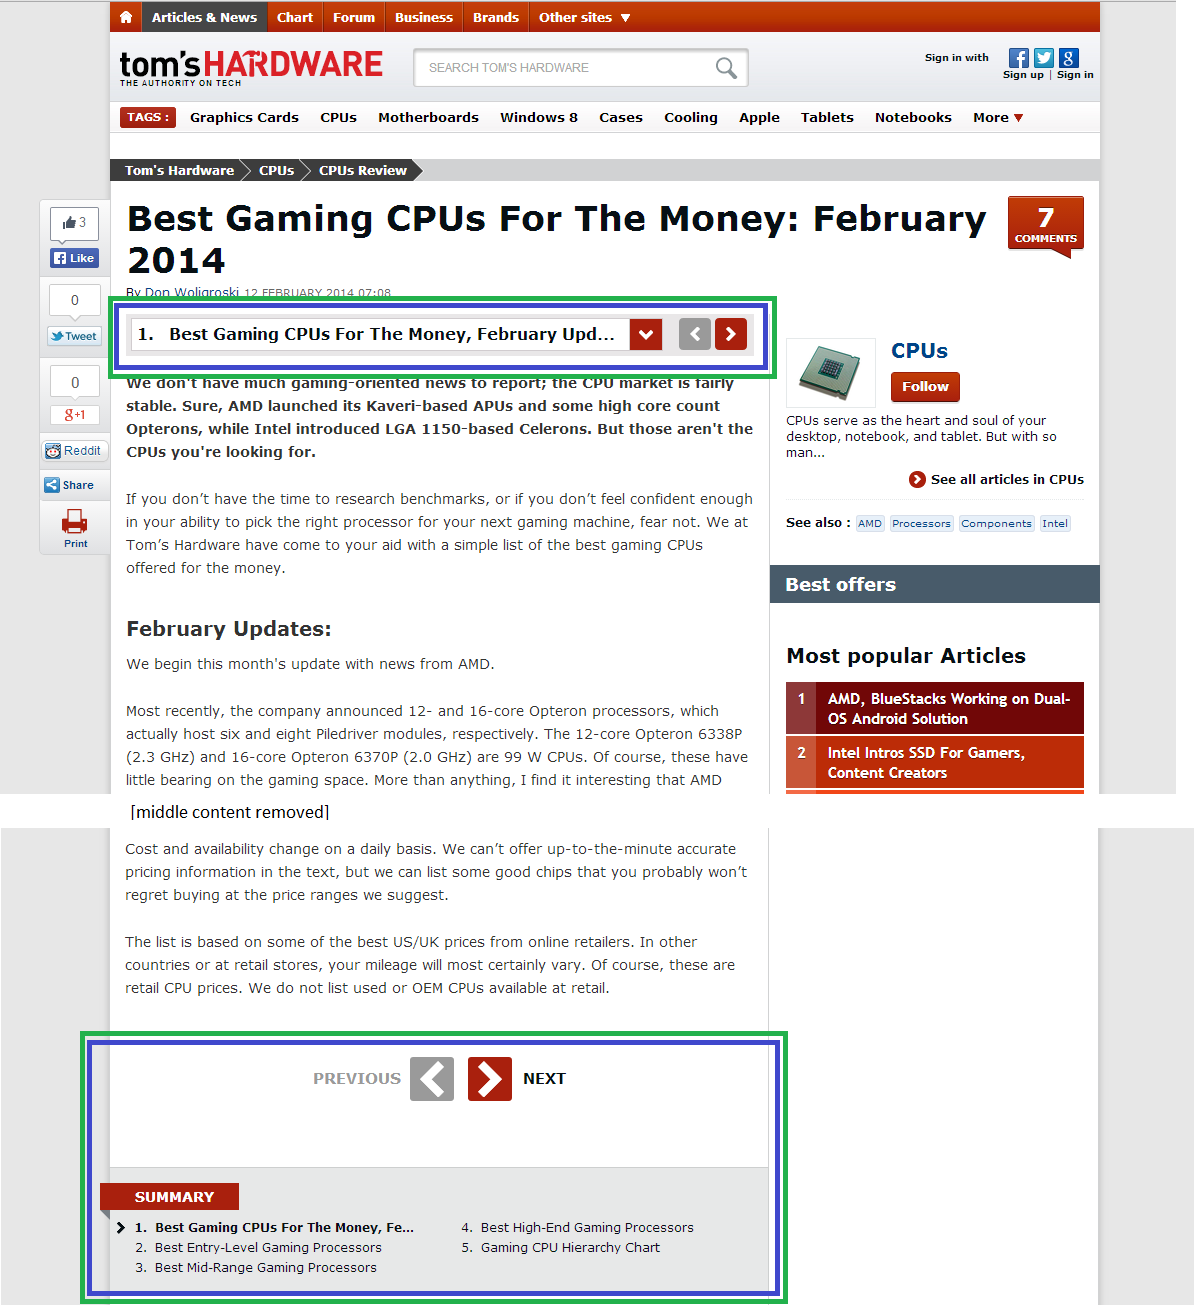 Articles & News Chart Forum Business Brands Other sites
tom'sHARDWARE
THE AUTHORITY ON TECH
SEARCH TOM'S HARDWARE
Sign in with
Sign up | Sign in
TAGS : Graphics Cards CPUs Motherboards Windows 8 Cases Cooling Apple Tablets Notebooks More
Tom's Hardware CPUs CPUs Review
3
Like
0
Tweet
0
g+1
Reddit
Share
Print
Best Gaming CPUs For The Money: February
2014
7
COMMENTS
By Don Woligroski 12 FEBRUARY 2014 07:08
1. Best Gaming CPUs For The Money, February Upd...
We don't have much gaming-oriented news to report; the CPU market is fairly
stable. Sure, AMD launched its Kaveri-based APUs and some high core count
Opterons, while Intel introduced LGA 1150-based Celerons. But those aren't the
CPUs you're looking for.
If you don’t have the time to research benchmarks, or if you don’t feel confident enough
in your ability to pick the right processor for your next gaming machine, fear not. We at
Tom’s Hardware have come to your aid with a simple list of the best gaming CPUs
offered for the money.
February Updates:
We begin this month's update with news from AMD.
Most recently, the company announced 12- and 16-core Opteron processors, which
actually host six and eight Piledriver modules, respectively. The 12-core Opteron 6338P
(2.3 GHz) and 16-core Opteron 6370P (2.0 GHz) are 99 W CPUs. Of course, these have
little bearing on the gaming space. More than anything, I find it interesting that AMD
CPUs
Follow
CPUs serve as the heart and soul of your
desktop, notebook, and tablet. But with so
man...
See all articles in CPUs
See also : AMD Processors Components Intel
Best offers
Most popular Articles
1 AMD, BlueStacks Working on Dual-
OS Android Solution
2 Intel Intros SSD For Gamers,
Content Creators
[middle content removed]
Cost and availability change on a daily basis. We can’t offer up-to-the-minute accurate
pricing information in the text, but we can list some good chips that you probably won’t
regret buying at the price ranges we suggest.
The list is based on some of the best US/UK prices from online retailers. In other
countries or at retail stores, your mileage will most certainly vary. Of course, these are
retail CPU prices. We do not list used or OEM CPUs available at retail.
PREVIOUS NEXT
SUMMARY
1. Best Gaming CPUs For The Money, Fe...
2. Best Entry-Level Gaming Processors
3. Best Mid-Range Gaming Processors
4. Best High-End Gaming Processors
5. Gaming CPU Hierarchy Chart